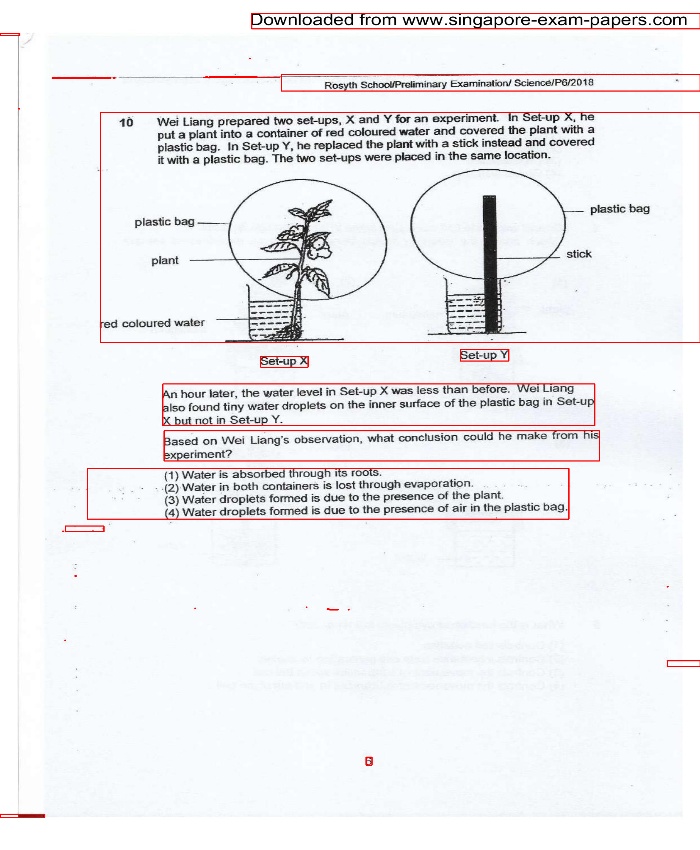 Downloaded from www.singapore-exam-papers.com
Rosyth School/Preliminary Examination/ Science/P6/2018
10 Wei Liang prepared two set-ups, X and Y for an experiment. In Set-up X, he
put a plant into a container of red coloured water and covered the plant with a
plastic bag. In Set-up Y, he replaced the plant with a stick instead and covered
it with a plastic bag. The two set-ups were placed in the same location.
plastic bag
plastic bag
plant
stick
red coloured water
Set-up X
Set-up Y
An hour later, the water level in Set-up X was less than before. Wei Liang
also found tiny water droplets on the inner surface of the plastic bag in Set-up
X but not in Set-up Y.
Based on Wei Liang's observation, what conclusion could he make from his
experiment?
(1) Water is absorbed through its roots.
(2) Water in both containers is lost through evaporation.
(3) Water droplets formed is due to the presence of the plant.
(4) Water droplets formed is due to the presence of air in the plastic bag.